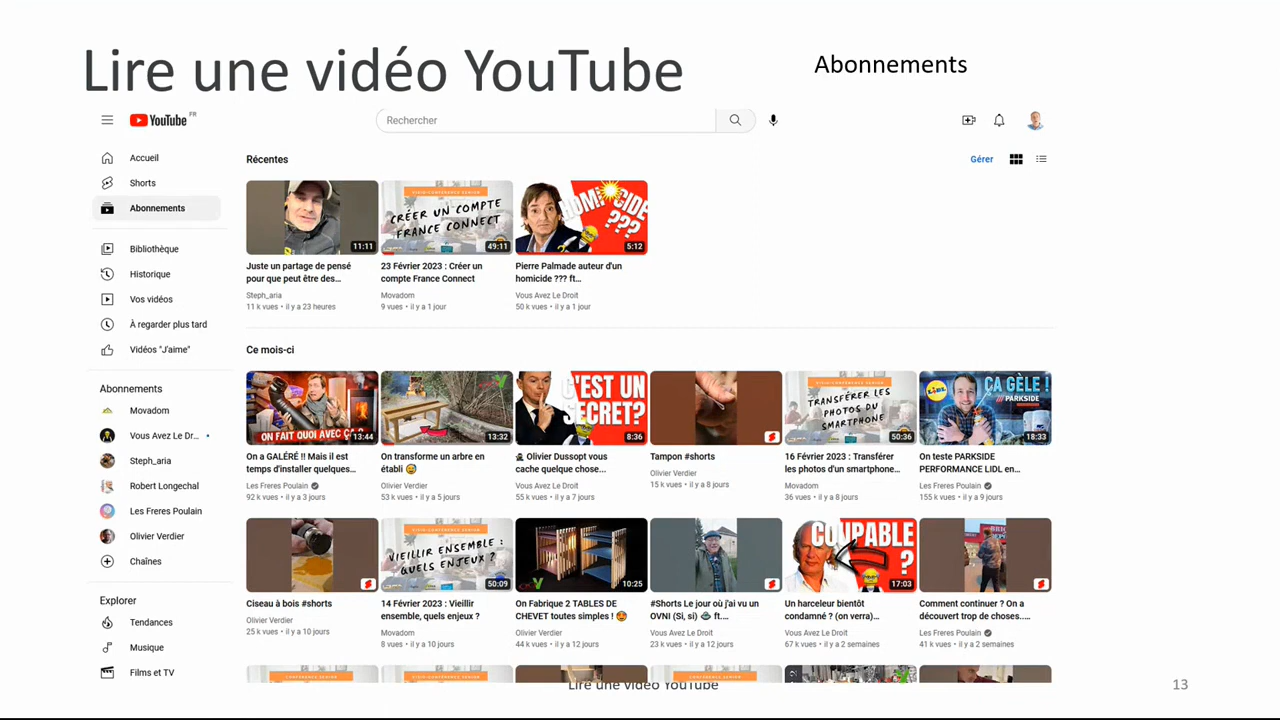 Lire une vidéo YouTube
Abonnements
YouTube FR
Rechercher
Accueil
Shorts
Abonnements
Bibliothèque
Historique
Vos vidéos
À regarder plus tard
Vidéos "J'aime"
Abonnements
Movadom
Vous Avez Le Dr...
Steph_aria
Robert Longechal
Les Freres Poulain
Olivier Verdier
Chaînes
Explorer
Tendances
Musique
Films et TV
Récentes
Gérer
11:11
Juste un partage de pensé
pour que peut être des...
Steph_aria
11 k vues • il y a 23 heures
CRÉER UN COMPTE
FRANCE CONNECT
49:11
23 Février 2023 : Créer un
compte France Connect
Movadom
9 vues • il y a 1 jour
HOMICIDE
???
5:12
Pierre Palmade auteur d'un
homicide ??? ft...
Vous Avez Le Droit
50 k vues • il y a 1 jour
Ce mois-ci
ON FAIT QUOI AVEC ÇA?
13:44
On a GALÉRÉ !! Mais il est
temps d'installer quelques...
Les Freres Poulain
92 k vues • il y a 3 jours
13:32
On transforme un arbre en
établi
Olivier Verdier
53 k vues • il y a 5 jours
C'EST UN
SECRET?
8:36
Olivier Dussopt vous
cache quelque chose...
Vous Avez Le Droit
55 k vues • il y a 7 jours
Tampon #shorts
Olivier Verdier
15 k vues • il y a 8 jours
TRANSFÉRER LES
PHOTOS DU
SMARTPHONE
50:36
16 Février 2023 : Transférer
les photos d'un smartphone...
Movadom
36 vues • il y a 8 jours
LIDL
ÇA GÈLE !
PARKSIDE
18:33
On teste PARKSIDE
PERFORMANCE LIDL en...
Les Freres Poulain
155 k vues • il y a 9 jours
Ciseau à bois #shorts
Olivier Verdier
25 k vues • il y a 10 jours
VIEILLIR ENSEMBLE :
QUELS ENJEUX ?
50:09
14 Février 2023 : Vieillir
ensemble, quels enjeux ?
Movadom
8 vues • il y a 10 jours
10:25
On Fabrique 2 TABLES DE
CHEVET toutes simples !
Olivier Verdier
44 k vues • il y a 12 jours
#Shorts Le jour où j'ai vu un
OVNI (Si, si) ft....
Vous Avez Le Droit
23 k vues • il y a 12 jours
COUPABLE
?
17:03
Un harceleur bientôt
condamné ? (on verra)...
Vous Avez Le Droit
67 k vues • il y a 2 semaines
Comment continuer ? On a
découvert trop de choses....
Les Freres Poulain
41 k vues • il y a 2 semaines
Lire une vidéo YouTube
13